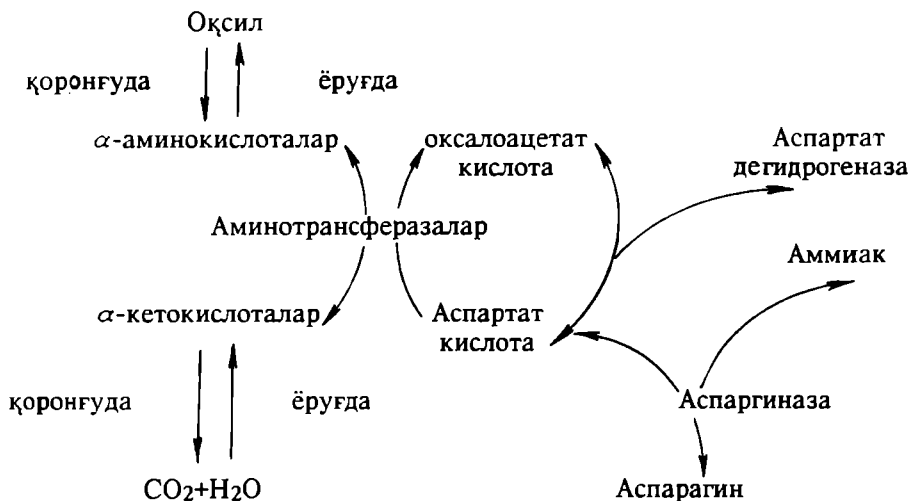 Оқсил
қоронғуда
ёруғда
α-аминокислоталар
оксалоацетат
кислота
Аспартат
дегидрогеназа
Аминотрансферазалар
Аммиак
α-кетокислоталар
Аспартат
кислота
қоронғуда
ёруғда
Аспаргиназа
CO₂+H₂O
Аспарагин